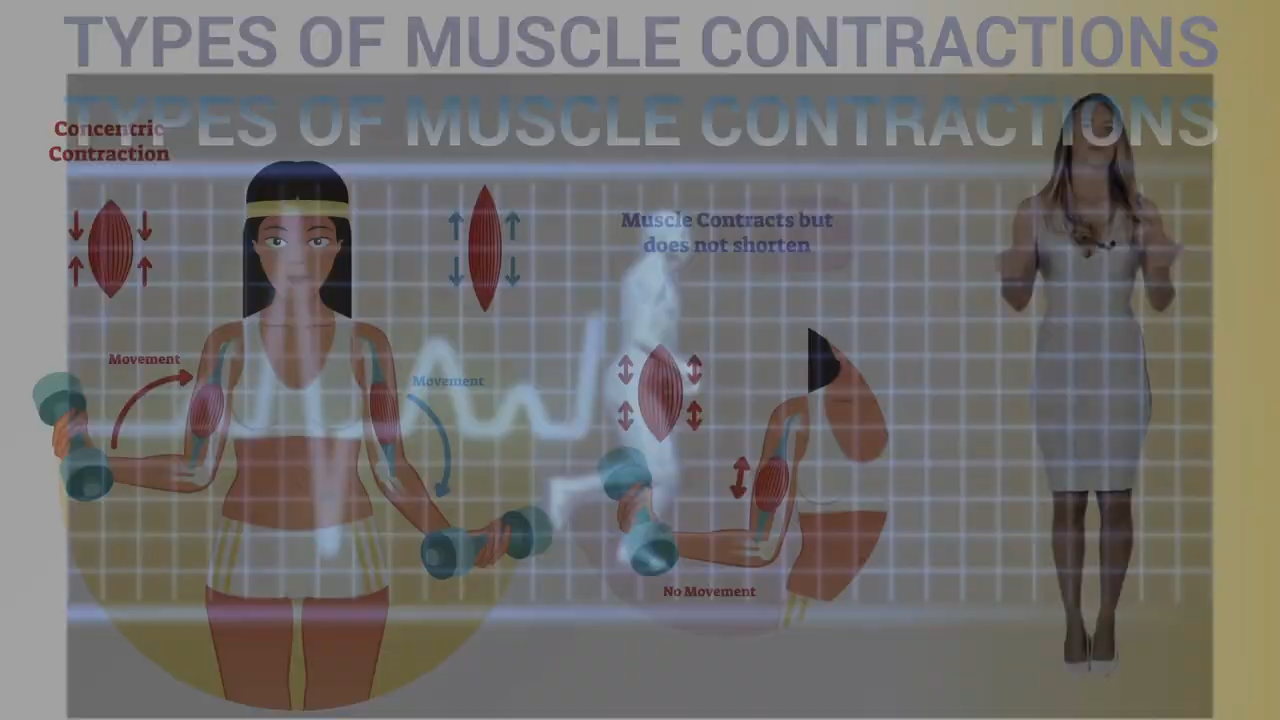 TYPES OF MUSCLE CONTRACTIONS
TYPES OF MUSCLE CONTRACTIONS
Concentric
Contraction
Muscle Contracts but
does not shorten
Movement
Movement
No Movement